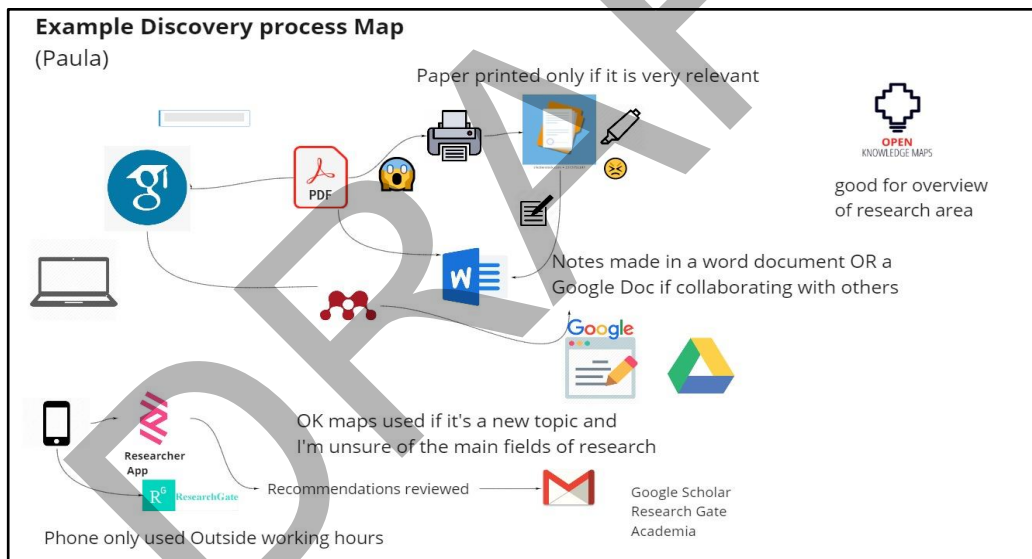 Example Discovery process Map
(Paula)
Paper printed only if it is very relevant
PDF
OPEN
KNOWLEDGE MAPS
good for overview
of research area
W
Notes made in a word document OR a
Google Doc if collaborating with others
Google
OK maps used if it's a new topic and
I'm unsure of the main fields of research
Researcher
App
RG ResearchGate
Recommendations reviewed
Google Scholar
Research Gate
Academia
Phone only used Outside working hours
DRAFT